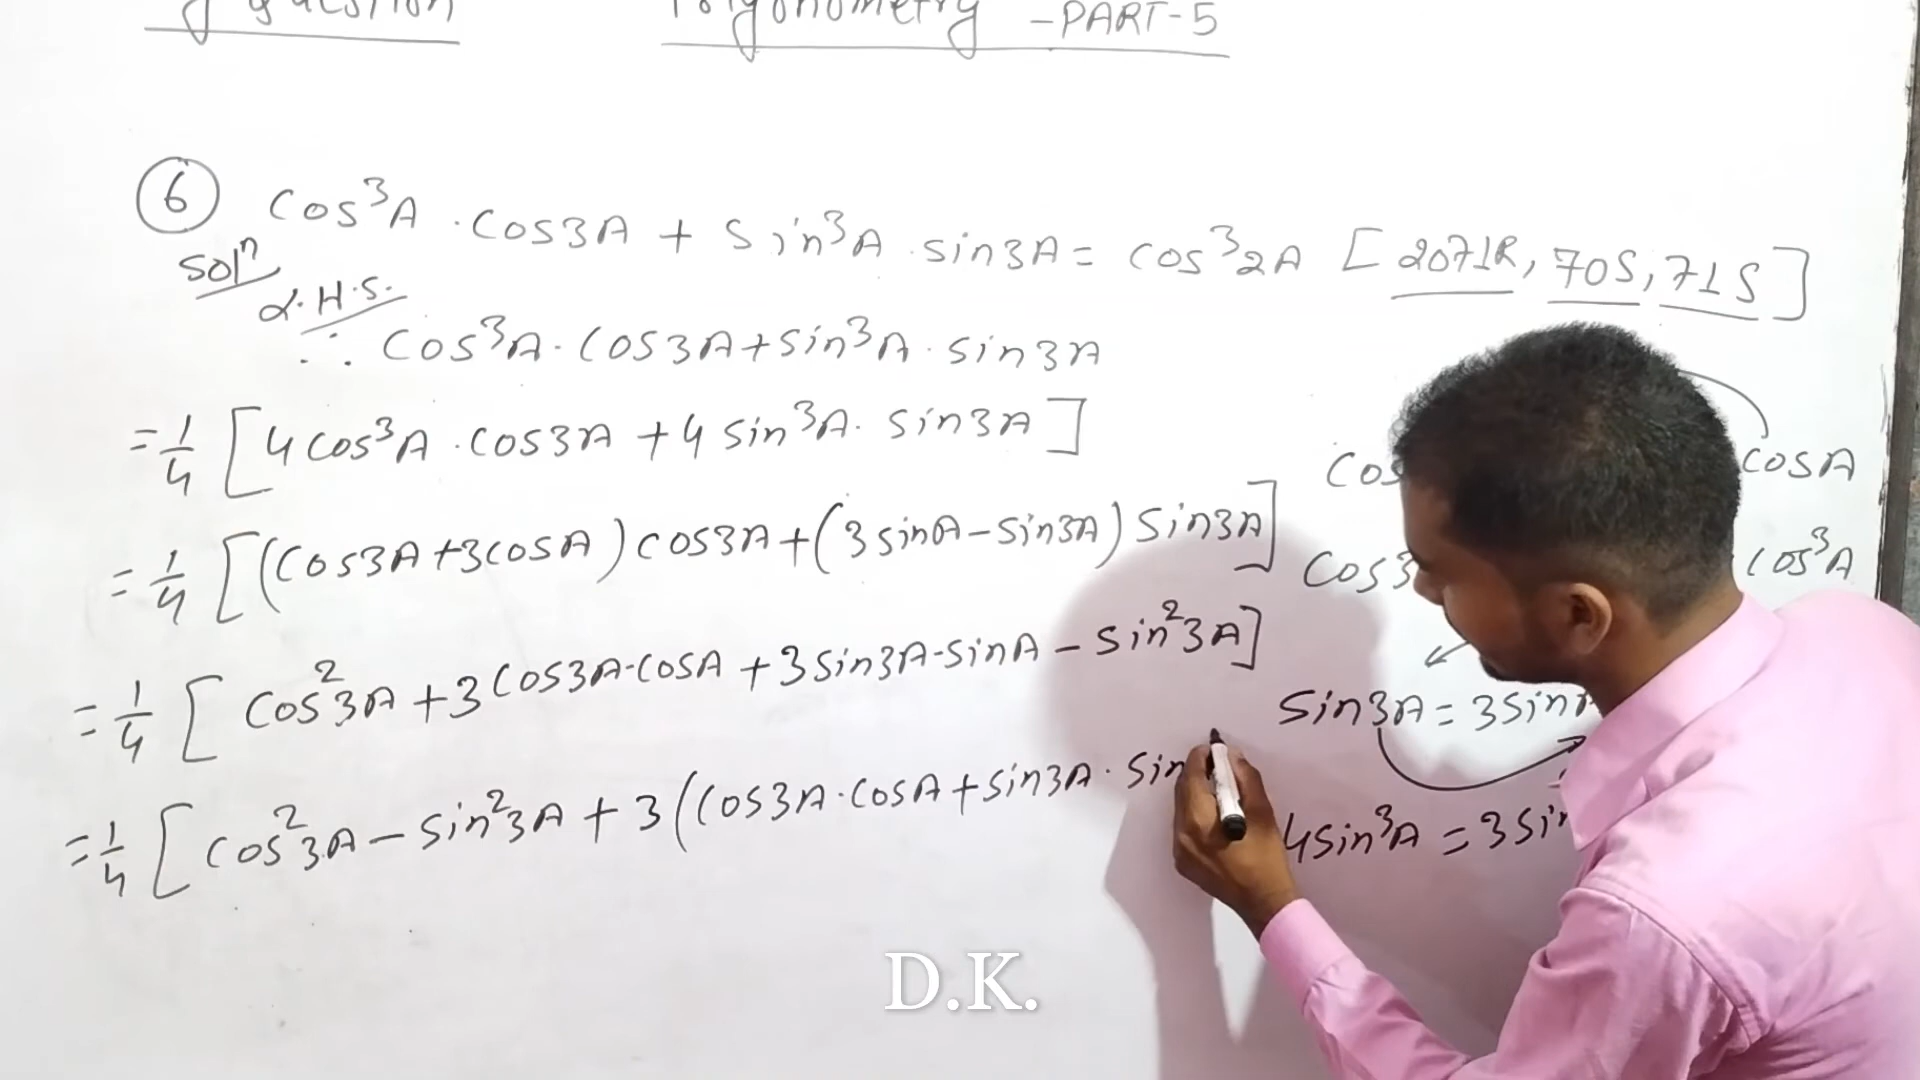 Trigonometry -PART-5
6 cos³A . cos3A + sin³A . sin3A = cos³2A [2071R, 70S, 71S]
Solⁿ
L.H.S.
∴ cos³A . cos3A + sin³A . sin3A
= 1/4 [4cos³A . cos3A + 4 sin³A . sin3A]
= 1/4 [(cos3A + 3cosA) cos3A + (3sinA - sin3A) sin3A]
= 1/4 [cos²3A + 3cos3A.cosA + 3sin3A.sinA - sin²3A]
= 1/4 [cos²3A - sin²3A + 3(cos3A.cosA + sin3A . sin
cosA
cos3
cos³A
sin3A = 3sin
4sin³A = 3sin
D.K.